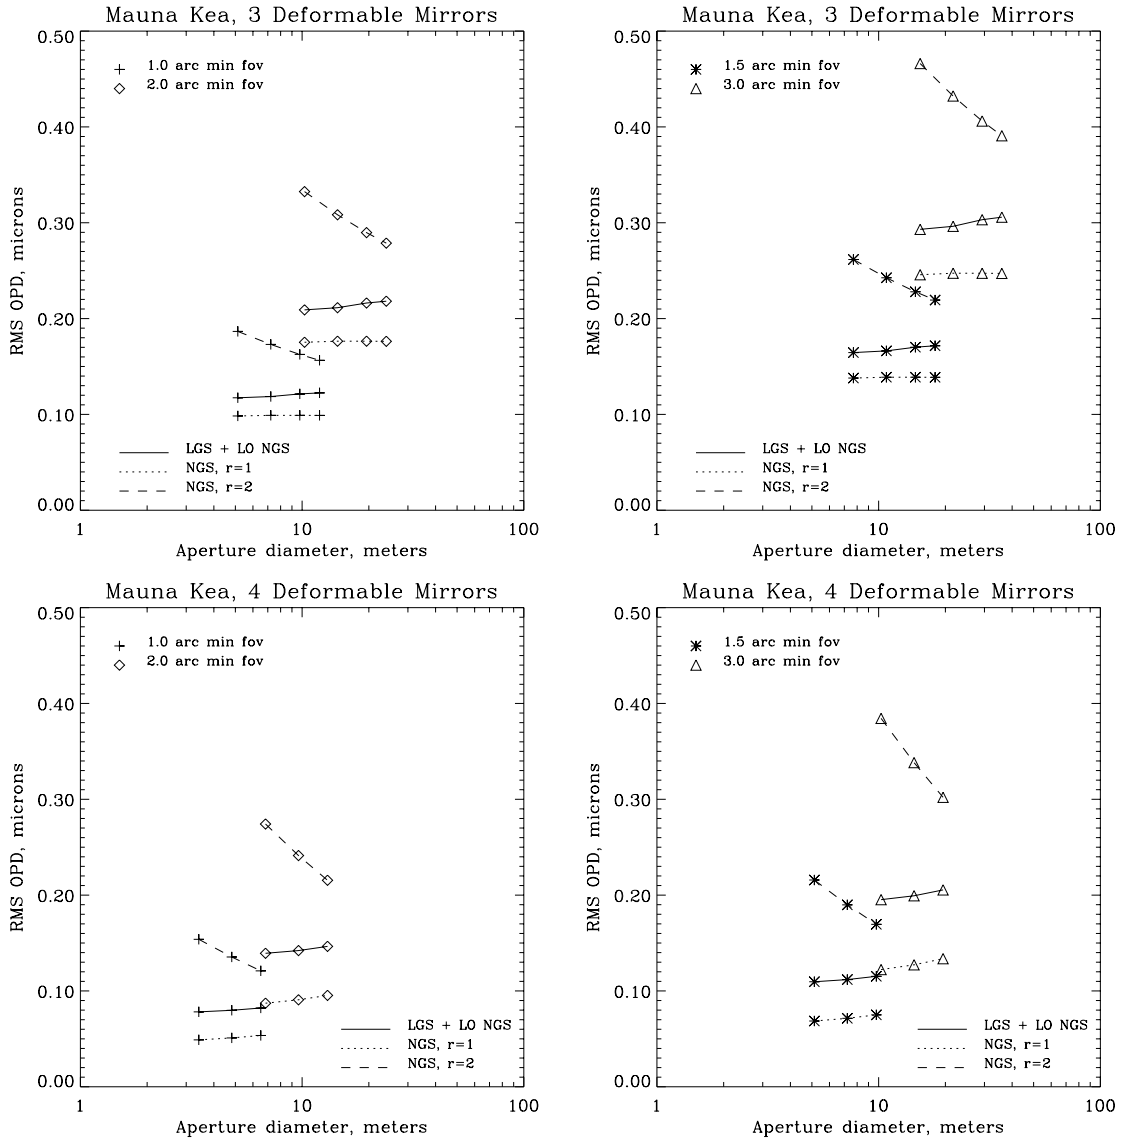 Mauna Kea, 3 Deformable Mirrors
0.50
0.40
0.30
0.20
0.10
0.00
RMS OPD, microns
1.0 arc min fov
2.0 arc min fov
LGS + LO NGS
NGS, r=1
NGS, r=2
1 10 100
Aperture diameter, meters
Mauna Kea, 3 Deformable Mirrors
0.50
0.40
0.30
0.20
0.10
0.00
RMS OPD, microns
1.5 arc min fov
3.0 arc min fov
LGS + LO NGS
NGS, r=1
NGS, r=2
1 10 100
Aperture diameter, meters
Mauna Kea, 4 Deformable Mirrors
0.50
0.40
0.30
0.20
0.10
0.00
RMS OPD, microns
1.0 arc min fov
2.0 arc min fov
LGS + LO NGS
NGS, r=1
NGS, r=2
1 10 100
Aperture diameter, meters
Mauna Kea, 4 Deformable Mirrors
0.50
0.40
0.30
0.20
0.10
0.00
RMS OPD, microns
1.5 arc min fov
3.0 arc min fov
LGS + LO NGS
NGS, r=1
NGS, r=2
1 10 100
Aperture diameter, meters